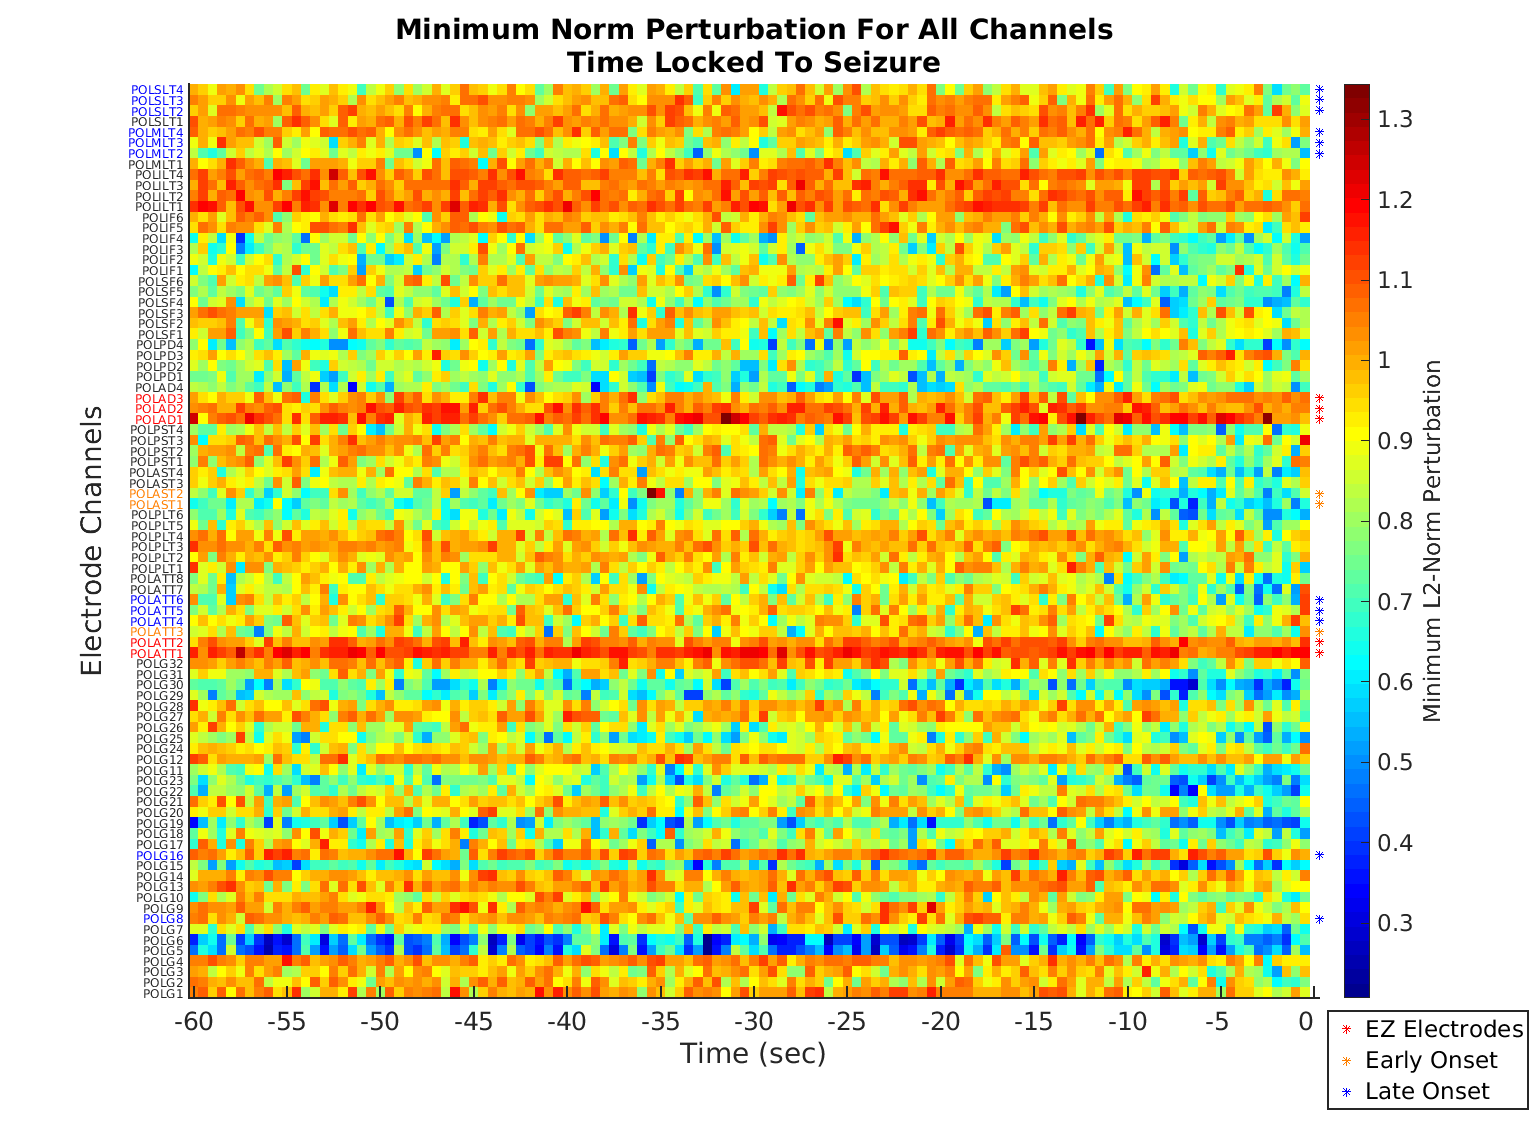 Minimum Norm Perturbation For All Channels
Time Locked To Seizure
Electrode Channels
POLSLT4
POLSLT3
POLSLT2
POLSLT1
POLMLT4
POLMLT3
POLMLT2
POLMLT1
POLILT4
POLILT3
POLILT2
POLILT1
POLIF6
POLIF5
POLIF4
POLIF3
POLIF2
POLIF1
POLSF6
POLSF5
POLSF4
POLSF3
POLSF2
POLSF1
POLPD4
POLPD3
POLPD2
POLPD1
POLAD4
POLAD3
POLAD2
POLAD1
POLPST4
POLPST3
POLPST2
POLPST1
POLAST4
POLAST3
POLAST2
POLAST1
POLPLT6
POLPLT5
POLPLT4
POLPLT3
POLPLT2
POLPLT1
POLATT8
POLATT7
POLATT6
POLATT5
POLATT4
POLATT3
POLATT2
POLATT1
POLG32
POLG31
POLG30
POLG29
POLG28
POLG27
POLG26
POLG25
POLG24
POLG12
POLG11
POLG23
POLG22
POLG21
POLG20
POLG19
POLG18
POLG17
POLG16
POLG15
POLG14
POLG13
POLG10
POLG9
POLG8
POLG7
POLG6
POLG5
POLG4
POLG3
POLG2
POLG1
-60 -55 -50 -45 -40 -35 -30 -25 -20 -15 -10 -5 0
Time (sec)
1.3
1.2
1.1
1
0.9
0.8
0.7
0.6
0.5
0.4
0.3
Minimum L2-Norm Perturbation
EZ Electrodes
Early Onset
Late Onset